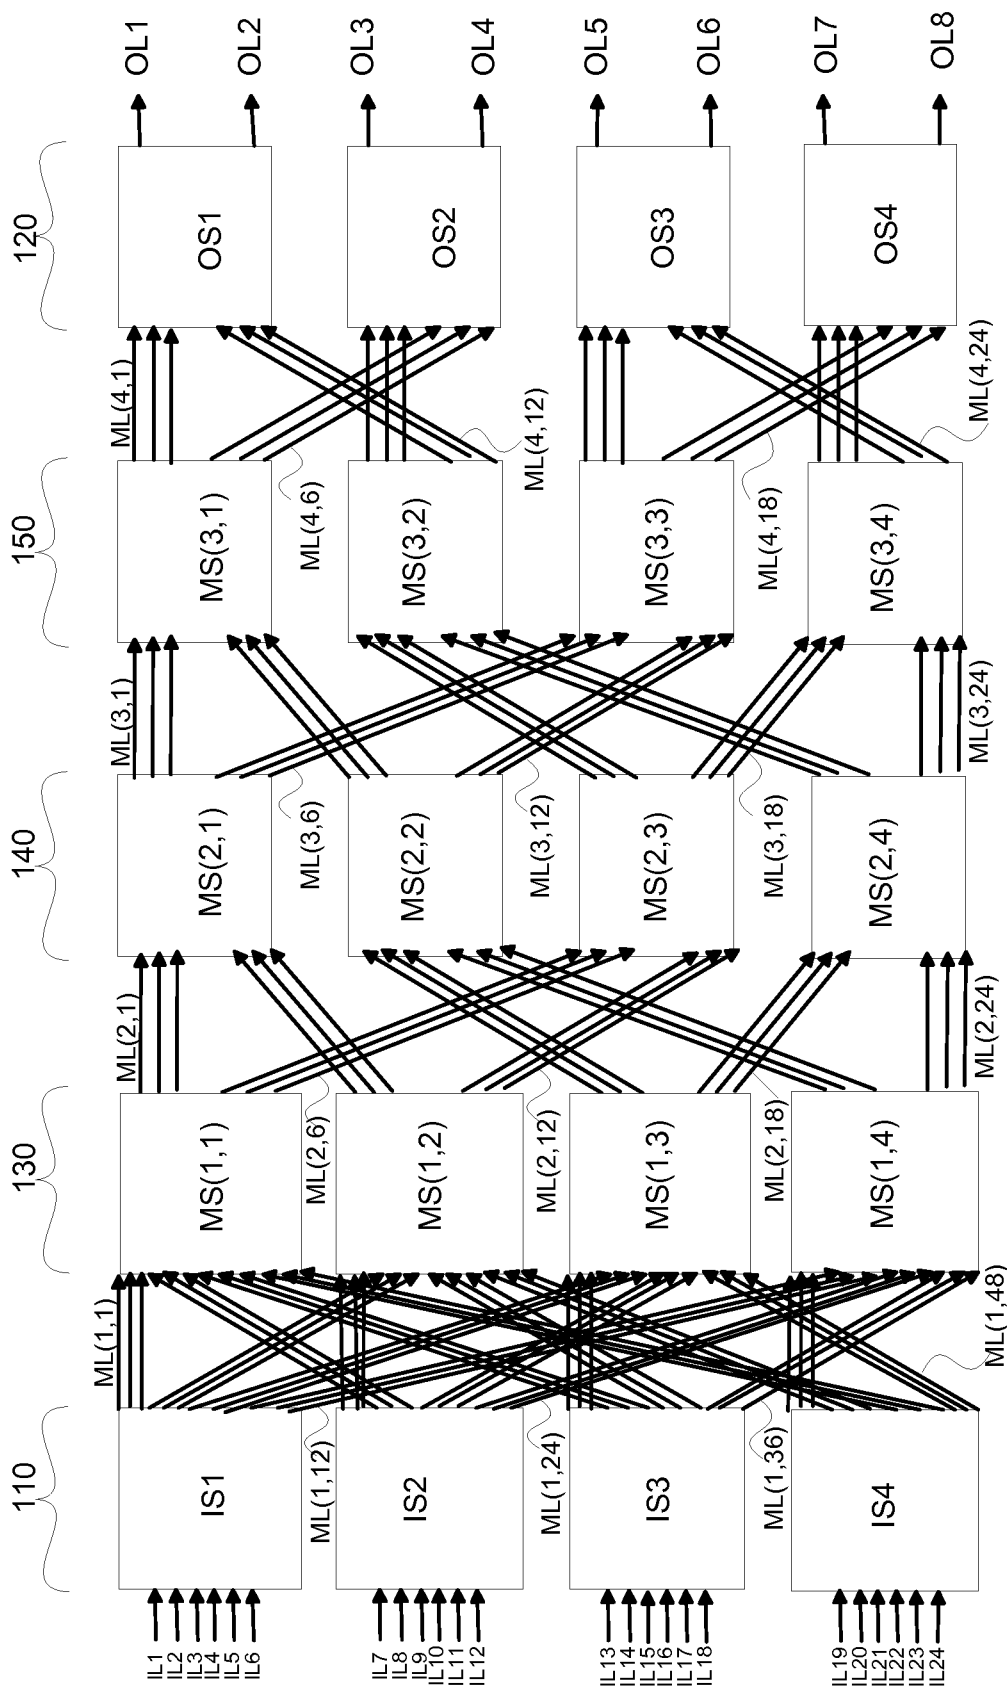 110
130
140
150
120
ML(1,1)
ML(2,1)
ML(3,1)
ML(4,1)
IL1
IL2
IL3
IL4
IL5
IL6
IS1
MS(1,1)
MS(2,1)
MS(3,1)
OS1
OL1
OL2
ML(1,12)
ML(2,6)
ML(3,6)
ML(4,6)
IL7
IL8
IL9
IL10
IL11
IL12
IS2
MS(1,2)
MS(2,2)
MS(3,2)
OS2
OL3
OL4
ML(1,24)
ML(2,12)
ML(3,12)
ML(4,12)
IL13
IL14
IL15
IL16
IL17
IL18
IS3
MS(1,3)
MS(2,3)
MS(3,3)
OS3
OL5
OL6
ML(1,36)
ML(2,18)
ML(3,18)
ML(4,18)
IL19
IL20
IL21
IL22
IL23
IL24
IS4
MS(1,4)
MS(2,4)
MS(3,4)
OS4
OL7
OL8
ML(1,48)
ML(2,24)
ML(3,24)
ML(4,24)